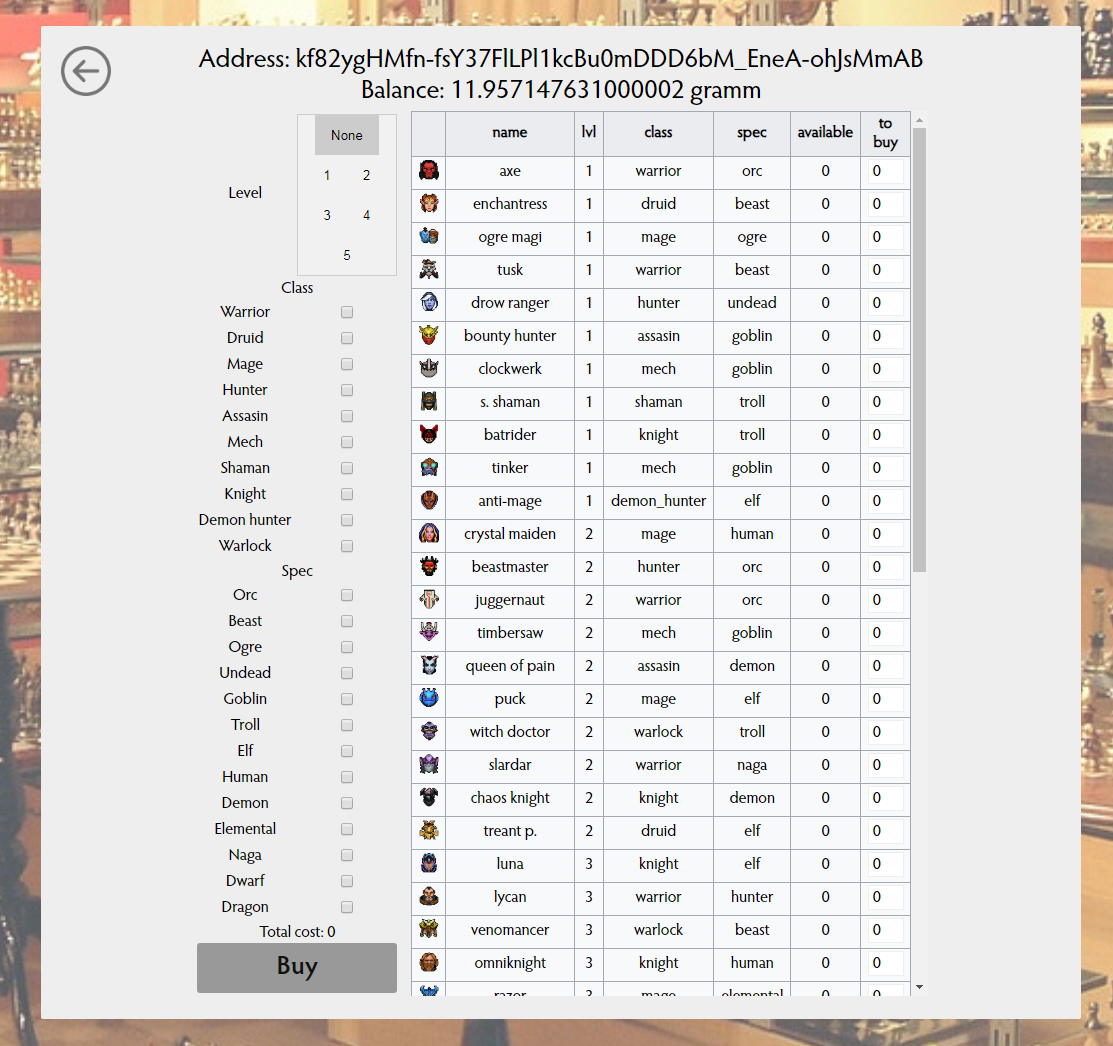 Address: kf82ygHMfn-fsY37FlLPl1kcBu0mDDD6bM_EneA-ohJsMmAB
Balance: 11.957147631000002 gramm
Level
None
1 2
3 4
5
Class
Warrior
Druid
Mage
Hunter
Assasin
Mech
Shaman
Knight
Demon hunter
Warlock
Spec
Orc
Beast
Ogre
Undead
Goblin
Troll
Elf
Human
Demon
Elemental
Naga
Dwarf
Dragon
Total cost: 0
Buy
name lvl class spec available to buy
axe 1 warrior orc 0 0
enchantress 1 druid beast 0 0
ogre magi 1 mage ogre 0 0
tusk 1 warrior beast 0 0
drow ranger 1 hunter undead 0 0
bounty hunter 1 assasin goblin 0 0
clockwerk 1 mech goblin 0 0
s. shaman 1 shaman troll 0 0
batrider 1 knight troll 0 0
tinker 1 mech goblin 0 0
anti-mage 1 demon_hunter elf 0 0
crystal maiden 2 mage human 0 0
beastmaster 2 hunter orc 0 0
juggernaut 2 warrior orc 0 0
timbersaw 2 mech goblin 0 0
queen of pain 2 assasin demon 0 0
puck 2 mage elf 0 0
witch doctor 2 warlock troll 0 0
slardar 2 warrior naga 0 0
chaos knight 2 knight demon 0 0
treant p. 2 druid elf 0 0
luna 3 knight elf 0 0
lycan 3 warrior hunter 0 0
venomancer 3 warlock beast 0 0
omniknight 3 knight human 0 0
razor 3 mage elemental 0 0